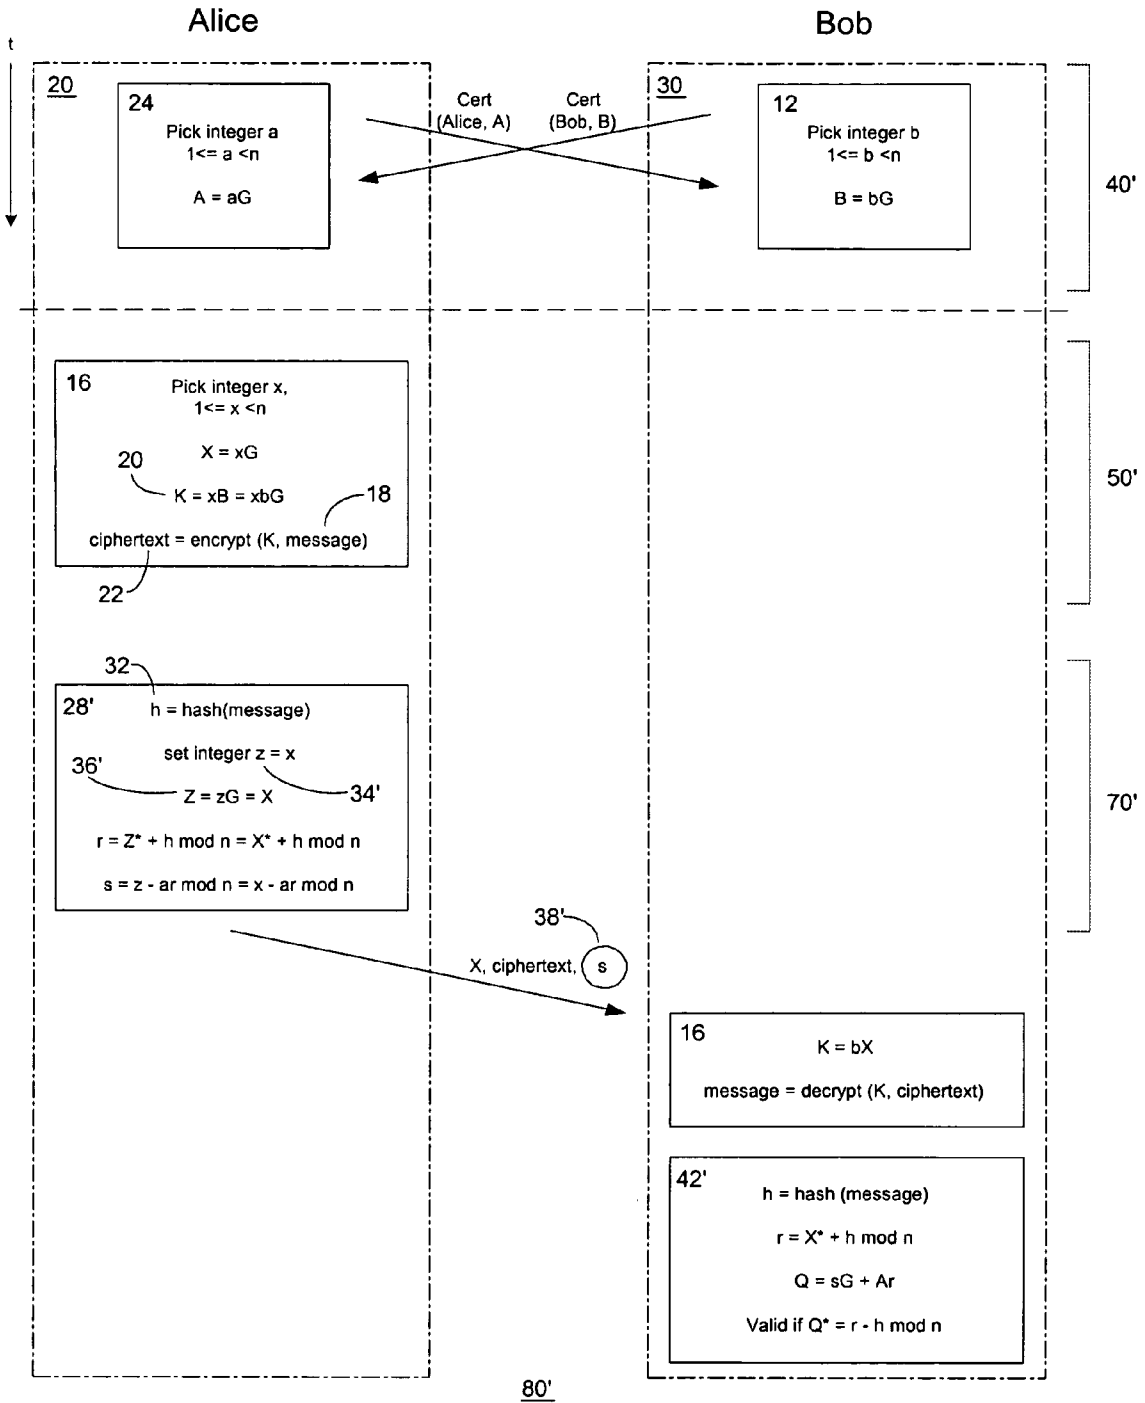 Alice
Bob
t
20
24
Pick integer a
1<= a <n
A = aG
Cert
(Alice, A)
Cert
(Bob, B)
30
12
Pick integer b
1<= b <n
B = bG
40'
16
Pick integer x,
1<= x <n
X = xG
20
K = xB = xbG
18
ciphertext = encrypt (K, message)
22
50'
32
28'
h = hash(message)
set integer z = x
36'
34'
Z = zG = X
r = Z* + h mod n = X* + h mod n
s = z - ar mod n = x - ar mod n
70'
38'
X, ciphertext, s
16
K = bX
message = decrypt (K, ciphertext)
42'
h = hash (message)
r = X* + h mod n
Q = sG + Ar
Valid if Q* = r - h mod n
80'